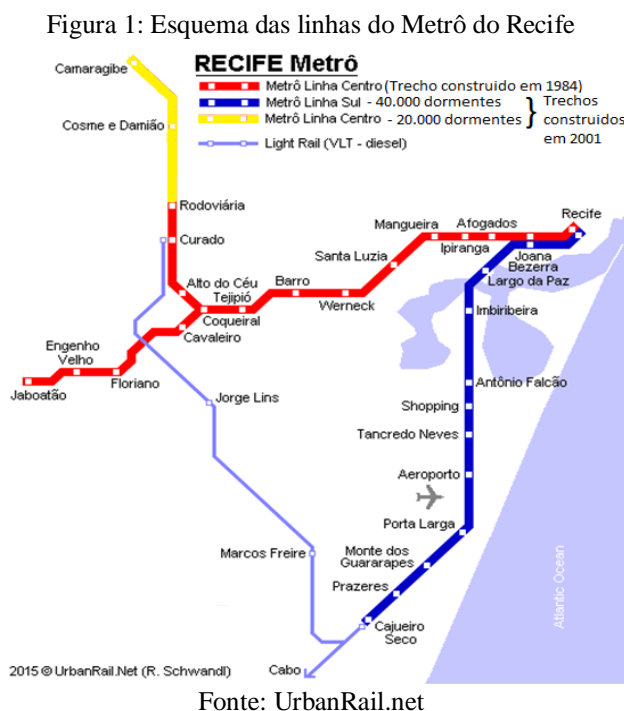 Figura 1: Esquema das linhas do Metrô do Recife
RECIFE Metrô
Metrô Linha Centro (Trecho construido em 1984)
Metrô Linha Sul - 40.000 dormentes
Metrô Linha Centro - 20.000 dormentes
} Trechos
construidos
em 2001
Light Rail (VLT - diesel)
Camaragibe
Cosme e Damião
Rodoviária
Curado
Alto do Céu
Tejipió
Coqueiral
Cavaleiro
Engenho
Velho
Floriano
Jaboatão
Barro
Werneck
Santa Luzia
Mangueira
Ipiranga
Afogados
Recife
Joana
Bezerra
Largo da Paz
Imbiribeira
Antônio Falcão
Shopping
Tancredo Neves
Aeroporto
Porta Larga
Monte dos
Guararapes
Prazeres
Cajueiro
Seco
Jorge Lins
Marcos Freire
Cabo
Atlantic Ocean
2015 © UrbanRail.Net (R. Schwandl)
Fonte: UrbanRail.net